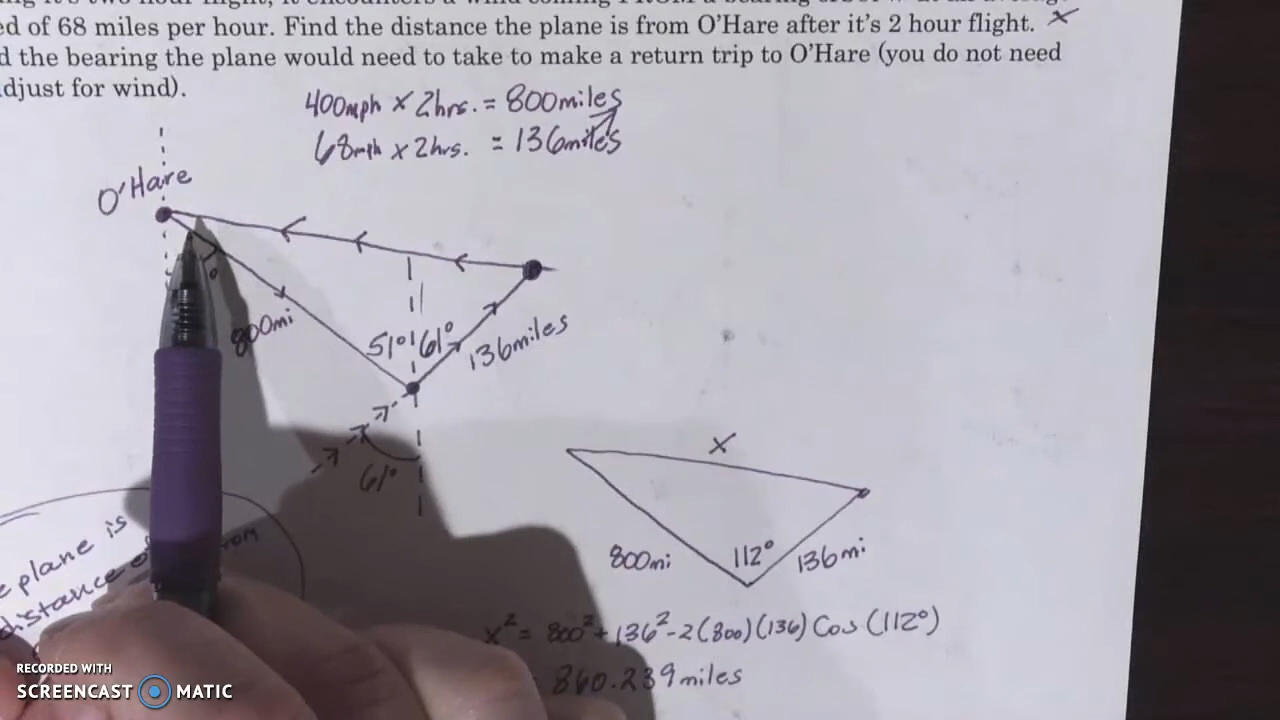 ed of 68 miles per hour. Find the distance the plane is from O'Hare after it's 2 hour flight. x
d the bearing the plane would need to take to make a return trip to O'Hare (you do not need
djust for wind).
400mph x 2hrs. = 800miles
68mph x 2hrs. = 136miles
O'Hare
800mi
51° 61°
136miles
61°
x
800mi
112°
136mi
plane is
distance
from
x² = 800² + 136² - 2(800)(136) Cos (112°)
860.239miles
RECORDED WITH
SCREENCAST MATIC